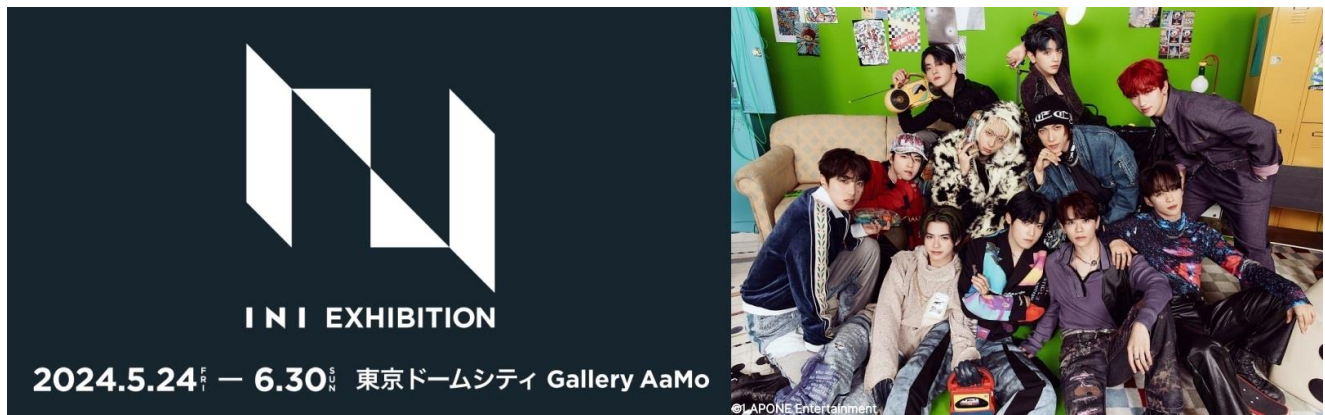 INI EXHIBITION
2024.5.24 FRI — 6.30 SUN 東京ドームシティ Gallery AaMo
©LAPONE Entertainment